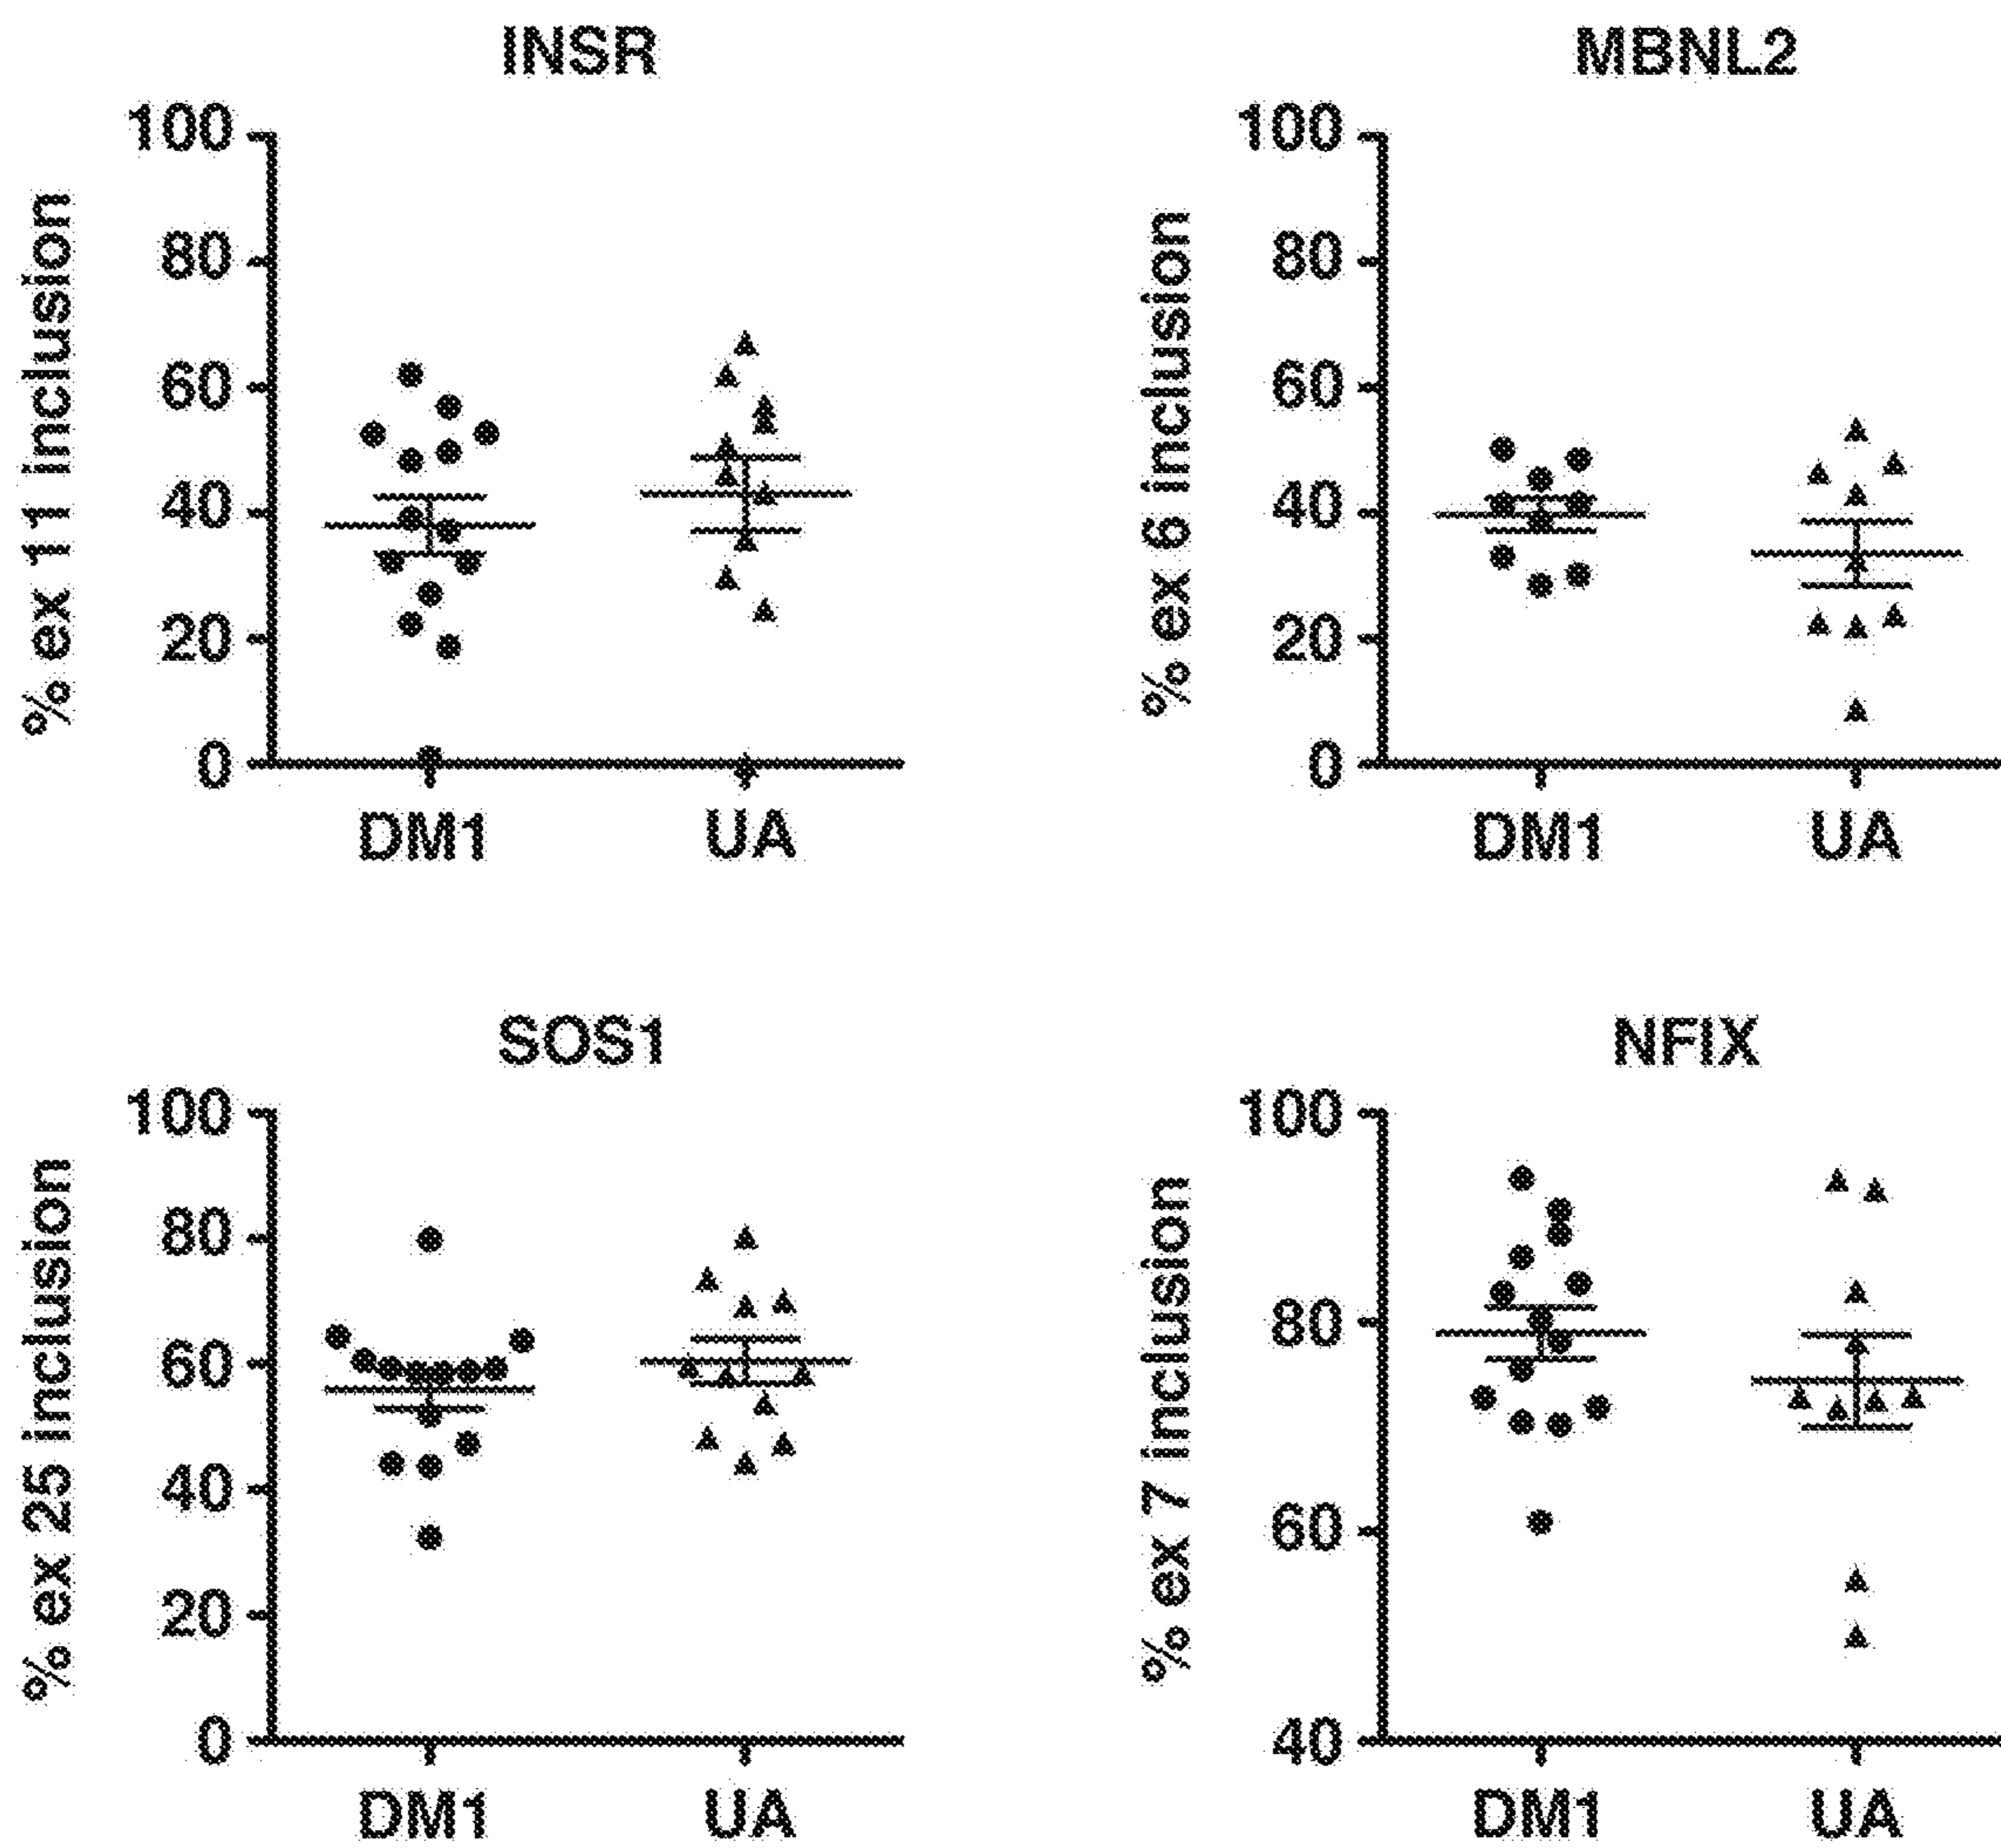 INSR
% ex 11 inclusion
100
80
60
40
20
0
DM1 UA
MBNL2
% ex 6 inclusion
100
80
60
40
20
0
DM1 UA
SOS1
% ex 25 inclusion
100
80
60
40
20
0
DM1 UA
NFIX
% ex 7 inclusion
100
80
60
40
DM1 UA